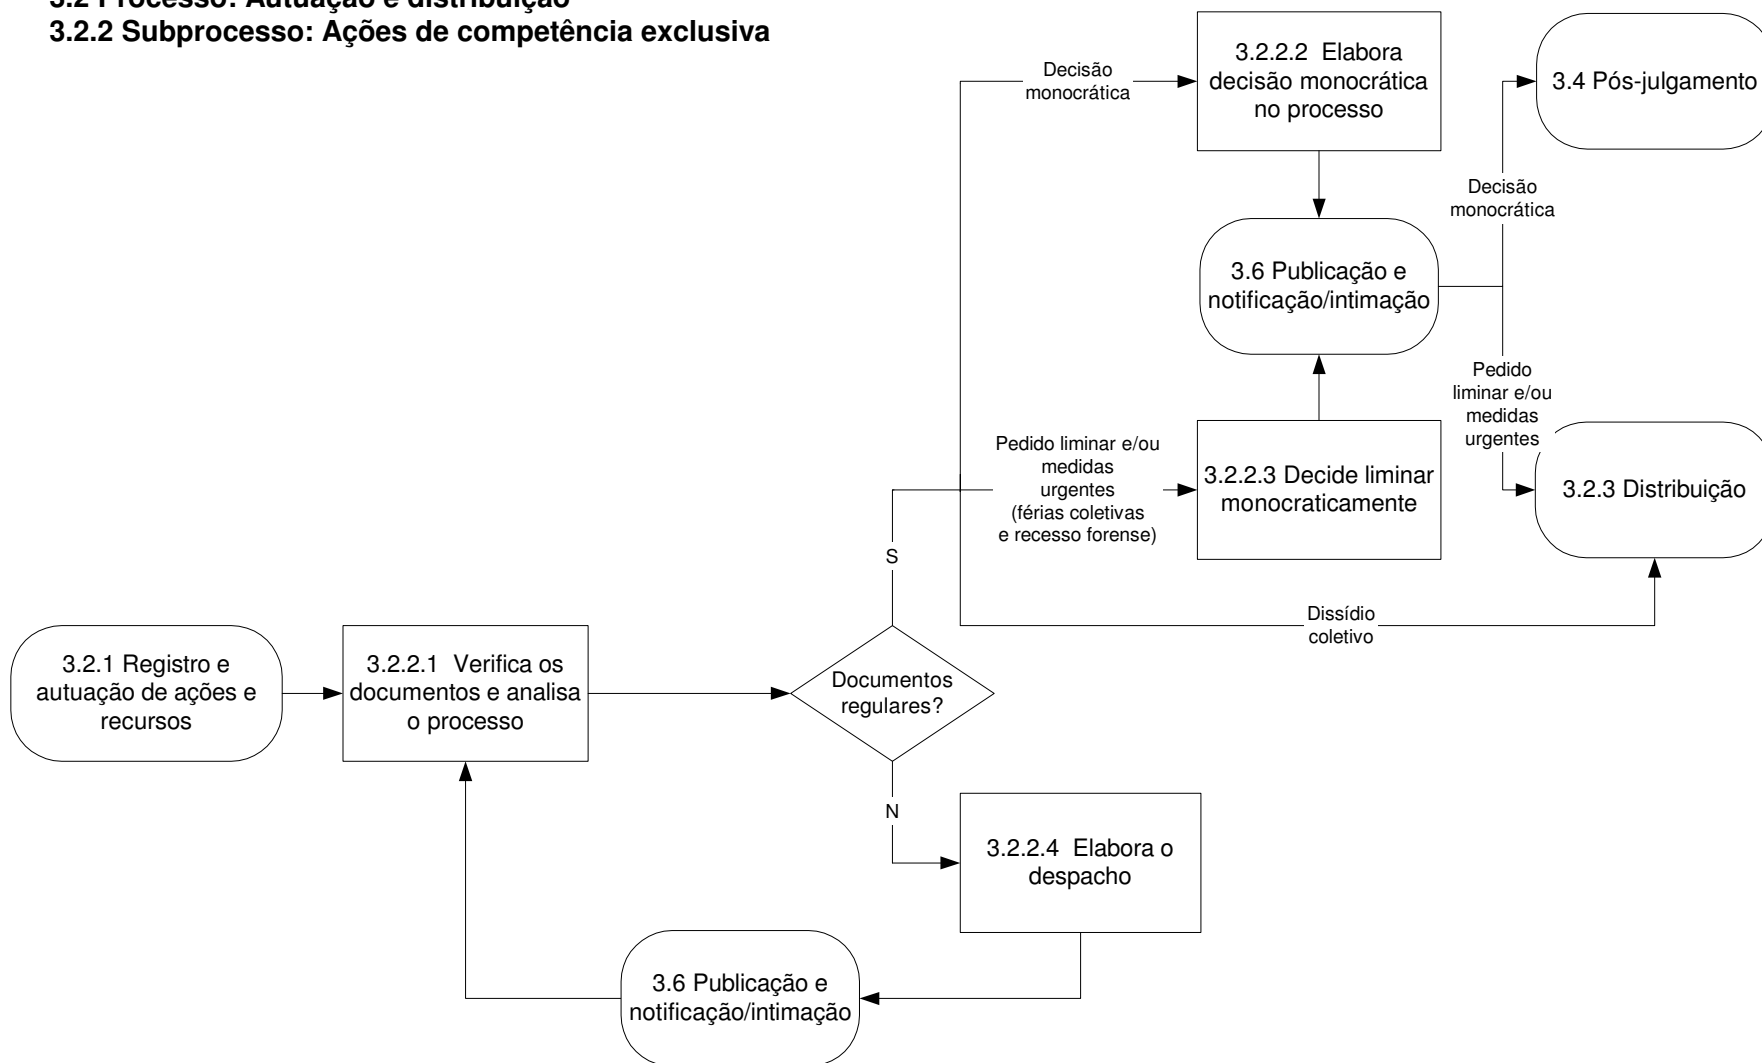 3.2 Processo: Autuação e distribuição
3.2.2 Subprocesso: Ações de competência exclusiva
Decisão
monocrática
3.2.2.2 Elabora
decisão monocrática
no processo
3.4 Pós-julgamento
Decisão
monocrática
3.6 Publicação e
notificação/intimação
Pedido
liminar e/ou
medidas
urgentes
Pedido liminar e/ou
medidas
urgentes
(férias coletivas
e recesso forense)
3.2.2.3 Decide liminar
monocraticamente
3.2.3 Distribuição
S
Dissídio
coletivo
3.2.1 Registro e
autuação de ações e
recursos
3.2.2.1 Verifica os
documentos e analisa
o processo
Documentos
regulares?
N
3.2.2.4 Elabora o
despacho
3.6 Publicação e
notificação/intimação